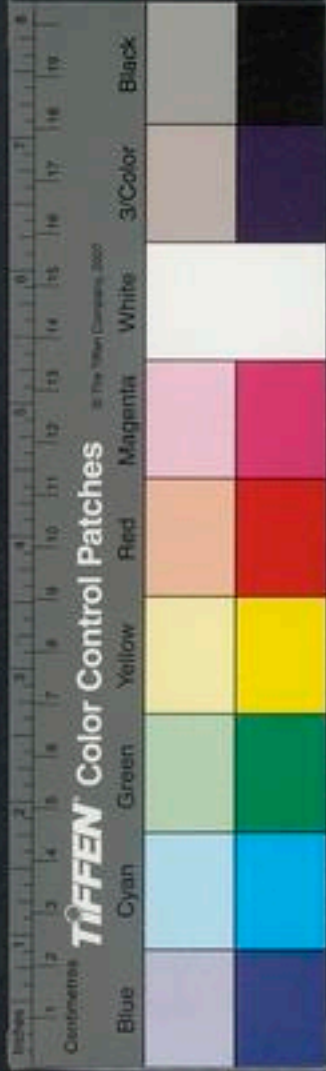 Inches
1 2 3 4 5 6 7 8
Centimetres
1 2 3 4 5 6 7 8 9 10 11 12 13 14 15 16 17 18 19
TIFFEN Color Control Patches
© The Tiffen Company, 2007
Blue
Cyan
Green
Yellow
Red
Magenta
White
3/Color
Black